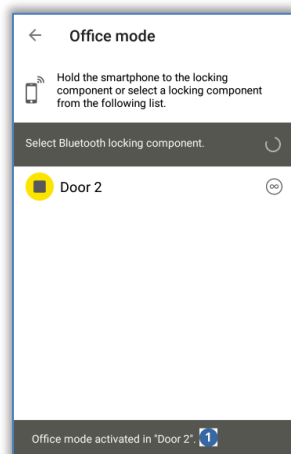 Office mode
Hold the smartphone to the locking
component or select a locking component
from the following list.
Select Bluetooth locking component.
Door 2
Office mode activated in "Door 2". 1